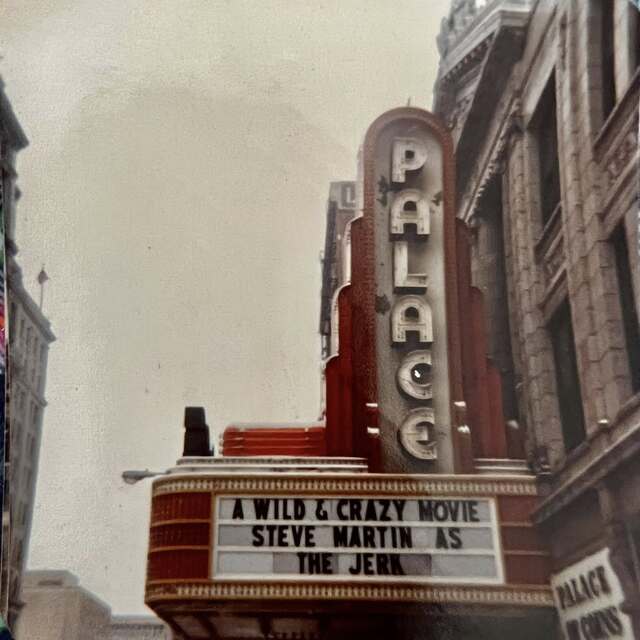 PALACE
A WILD & CRAZY MOVIE
STEVE MARTIN AS
THE JERK
PALACE